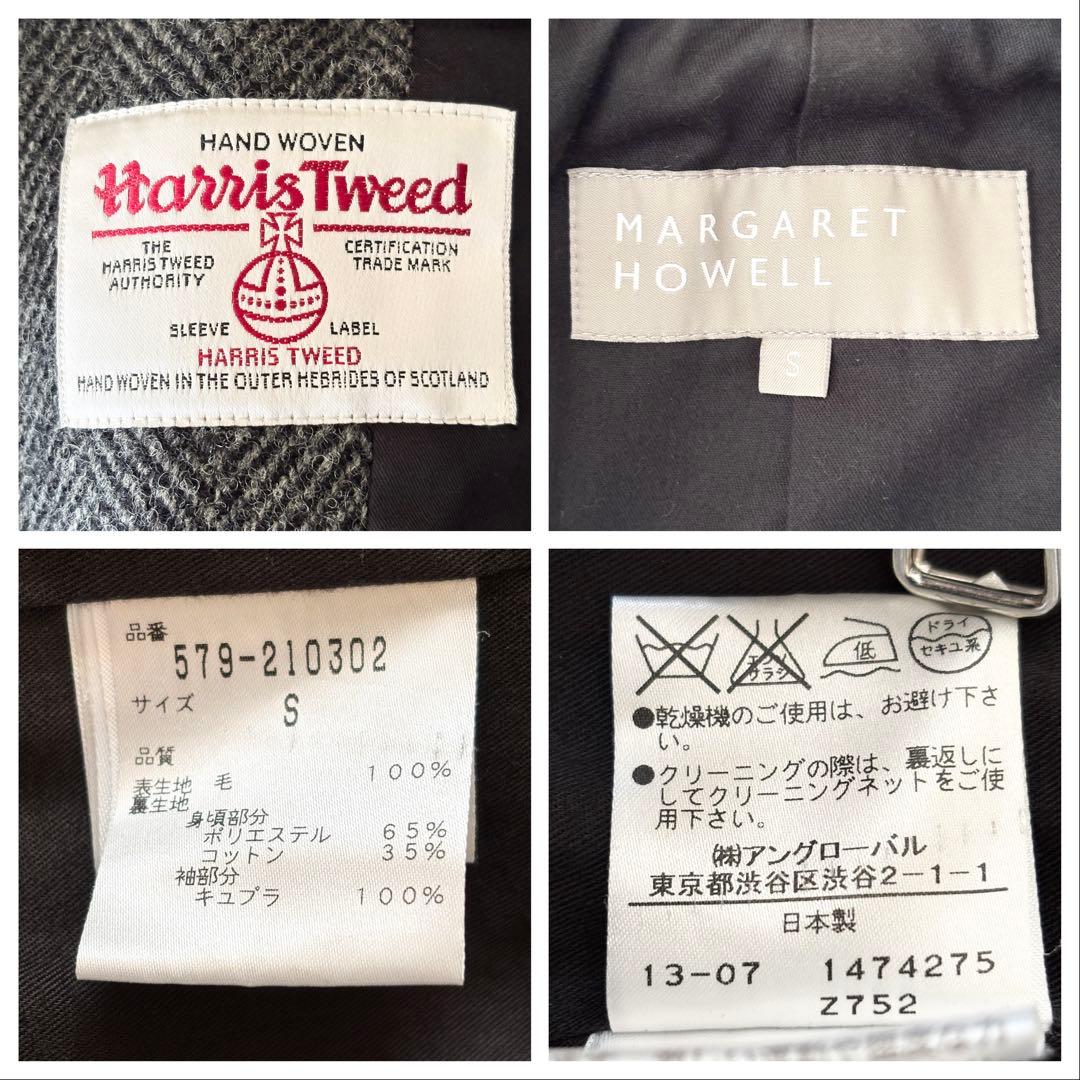 HAND WOVEN
Harris Tweed
THE
HARRIS TWEED
AUTHORITY
CERTIFICATION
TRADE MARK
SLEEVE LABEL
HARRIS TWEED
HAND WOVEN IN THE OUTER HEBRIDES OF SCOTLAND
MARGARET
HOWELL
S
品番
579-210302
サイズ
S
品質
表生地 毛 100%
裏生地
身頃部分
ポリエステル 65%
コットン 35%
袖部分
キュプラ 100%
エンソ
サラシ
低
ドライ
セキユ系
●乾燥機のご使用は、お避け下さ
い。
●クリーニングの際は、裏返しに
してクリーニングネットをご使
用下さい。
㈱アングローバル
東京都渋谷区渋谷2-1-1
日本製
13-07 1474275
Z752